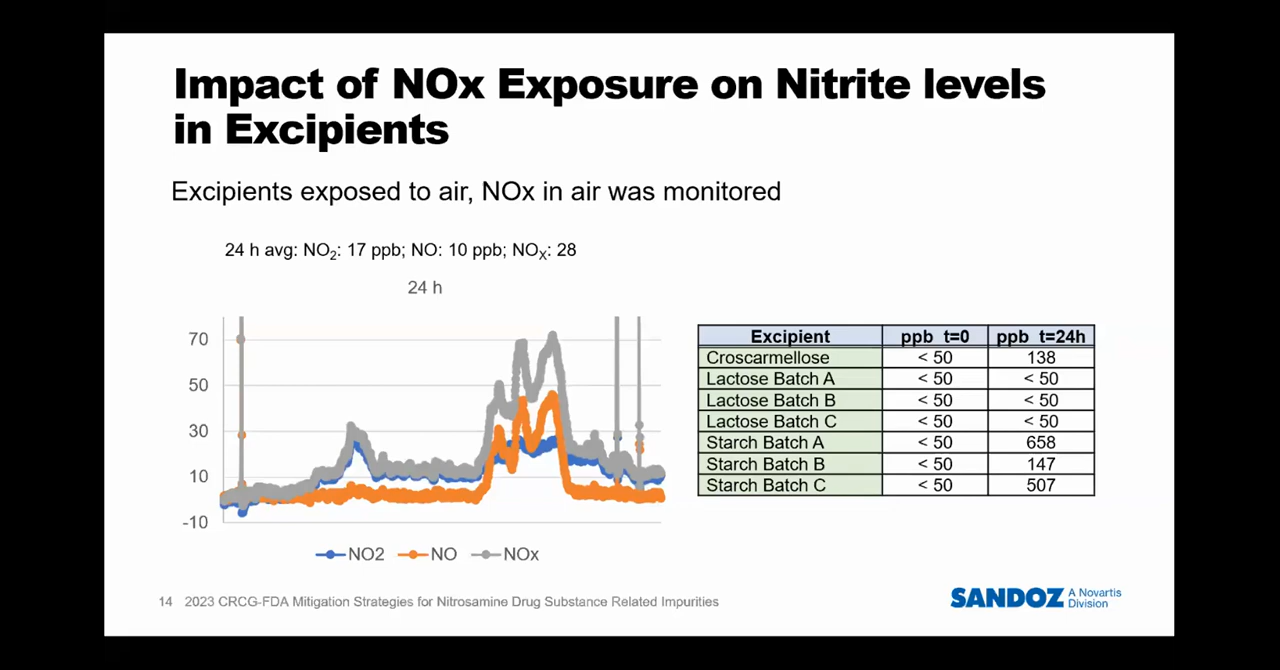 Impact of NOx Exposure on Nitrite levels
in Excipients
Excipients exposed to air, NOx in air was monitored
24 h avg: NO₂: 17 ppb; NO: 10 ppb; NOₓ: 28
24 h
70
50
30
10
-10
NO2 NO NOx
Excipient ppb t=0 ppb t=24h
Croscarmellose < 50 138
Lactose Batch A < 50 < 50
Lactose Batch B < 50 < 50
Lactose Batch C < 50 < 50
Starch Batch A < 50 658
Starch Batch B < 50 147
Starch Batch C < 50 507
14 2023 CRCG-FDA Mitigation Strategies for Nitrosamine Drug Substance Related Impurities
SANDOZ A Novartis
Division